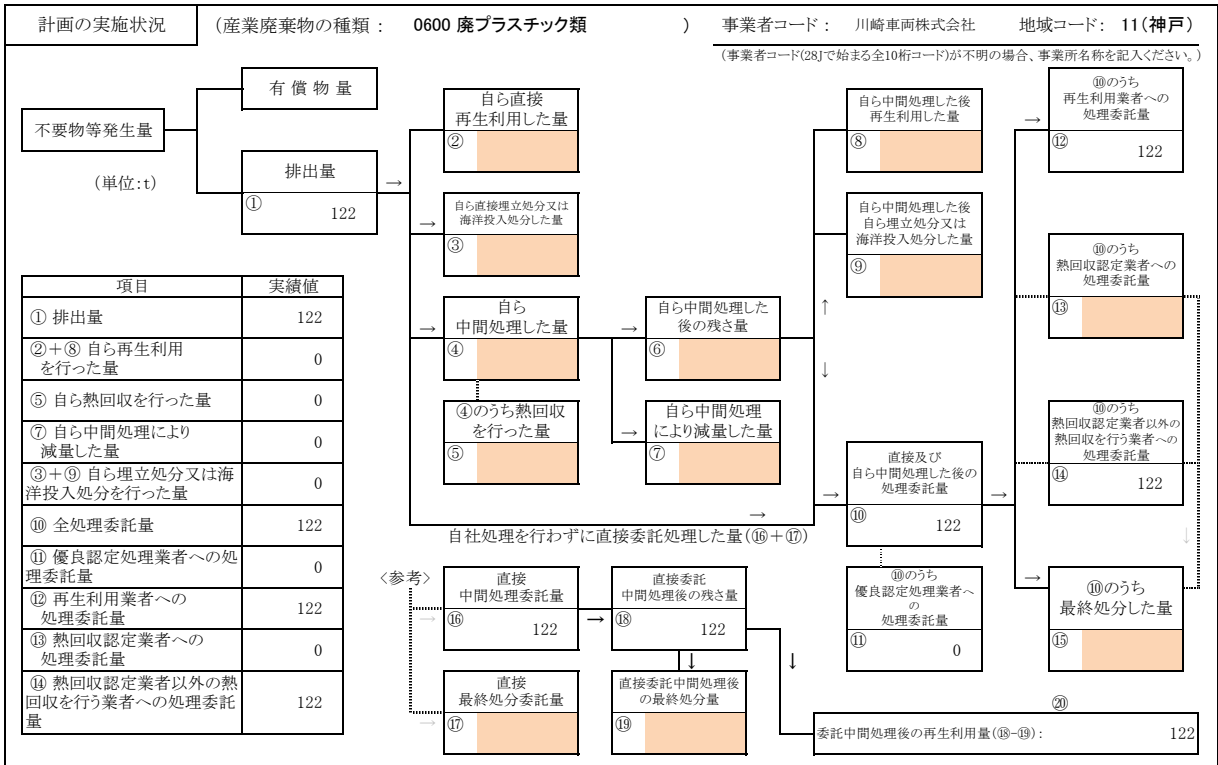 計画の実施状況
(産業廃棄物の種類： 0600 廃プラスチック類 )
事業者コード： 川崎車両株式会社 地域コード： 11(神戸)
(事業者コード(28Jで始まる全10桁コード)が不明の場合、事業所名称を記入ください。)
不要物等発生量
(単位:t)
有償物量
排出量
→
①
122
自ら直接
再生利用した量
②
→
自ら直接埋立処分又は
海洋投入処分した量
③
→
自ら
中間処理した量
④
④のうち熱回収
を行った量
⑤
→
自ら中間処理した
後の残さ量
⑥
→
自ら中間処理
により減量した量
⑦
自ら中間処理した後
再生利用した量
⑧
自ら中間処理した後
自ら埋立処分又は
海洋投入処分した量
⑨
↑
↓
→
直接及び
自ら中間処理した後の
処理委託量
→
⑩
122
⑩のうち
優良認定処理業者へ
の
処理委託量
⑪
0
→
⑩のうち
再生利用業者への
処理委託量
⑫
122
⑩のうち
熱回収認定業者への
処理委託量
⑬
⑩のうち
熱回収認定業者以外の
熱回収を行う業者への
処理委託量
⑭
122
↓
→
⑩のうち
最終処分した量
⑮
項目 実績値
① 排出量 122
②＋⑧ 自ら再生利用
を行った量
0
⑤ 自ら熱回収を行った量 0
⑦ 自ら中間処理により
減量した量
0
③＋⑨ 自ら埋立処分又は海
洋投入処分を行った量
0
⑩ 全処理委託量 122
⑪ 優良認定処理業者への処
理委託量
0
⑫ 再生利用業者への
処理委託量
122
⑬ 熱回収認定業者への
処理委託量
0
⑭ 熱回収認定業者以外の熱
回収を行う業者への処理委託
量
122
→
自社処理を行わずに直接委託処理した量(⑯＋⑰)
〈参考〉
→
直接
中間処理委託量
⑯
122
→
直接委託
中間処理後の残さ量
⑱
122
↓
↓
→
直接
最終処分委託量
⑰
直接委託中間処理後
の最終処分量
⑲
⑳
委託中間処理後の再生利用量(⑱-⑲)： 122